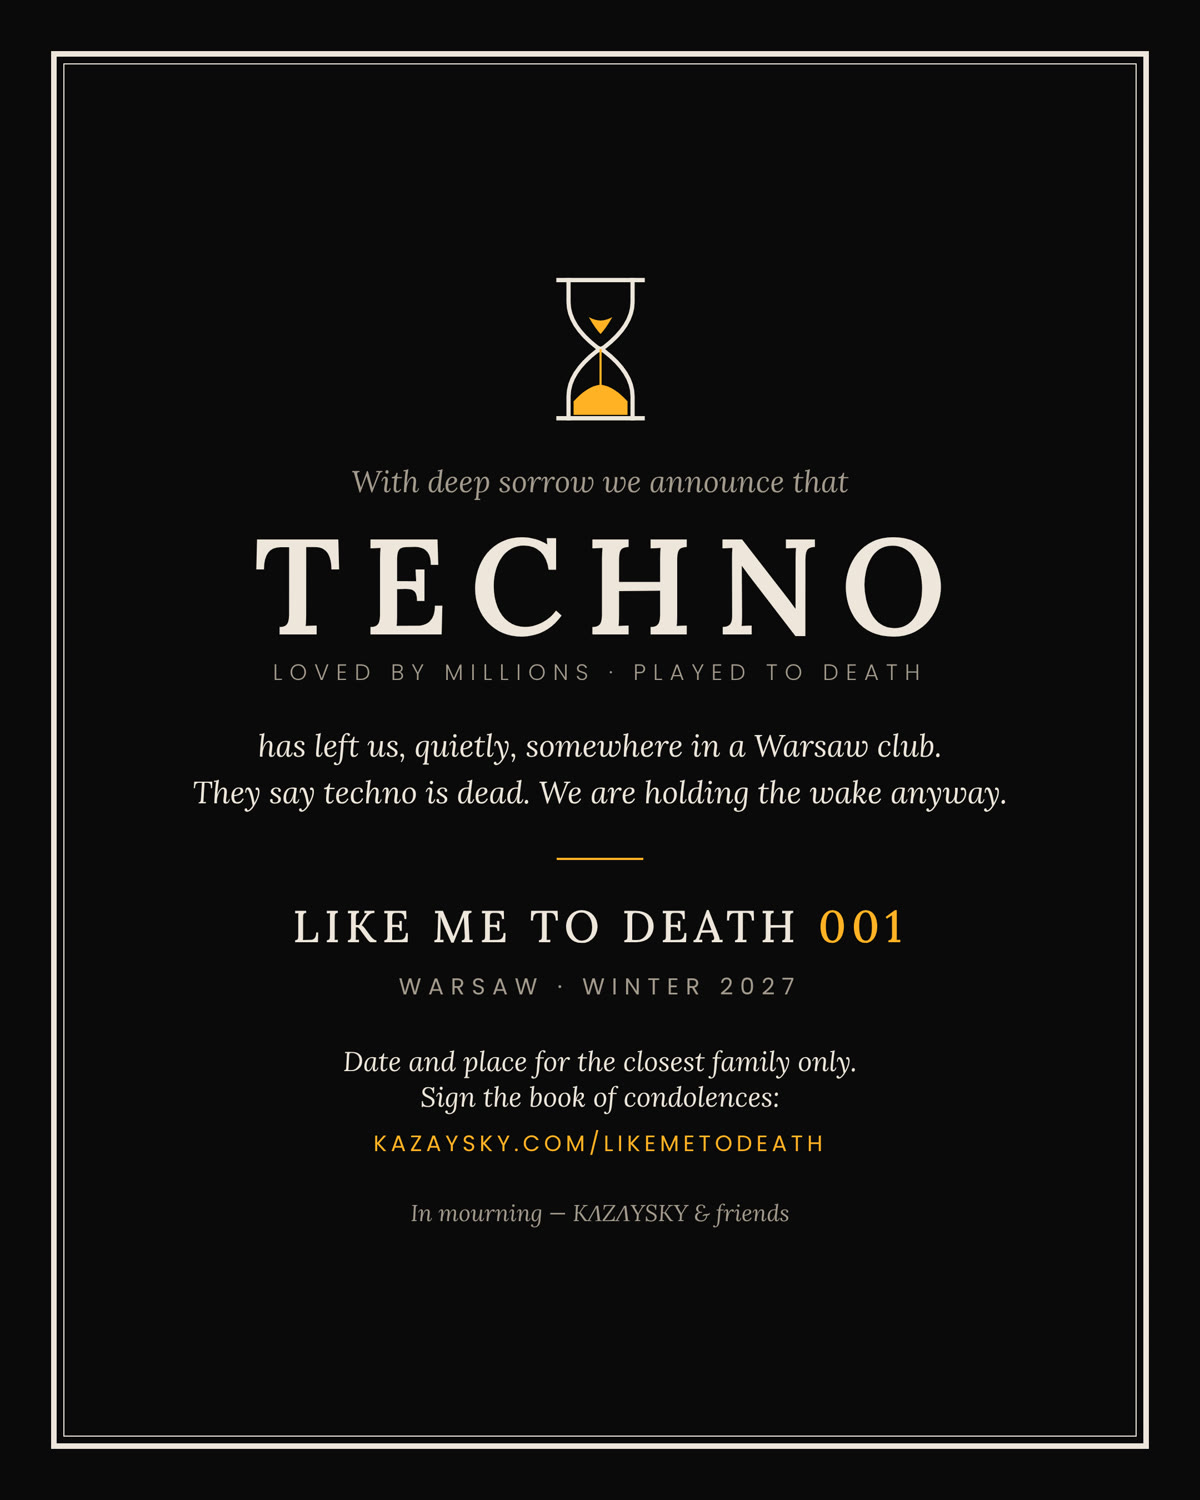 With deep sorrow we announce that
TECHNO
LOVED BY MILLIONS · PLAYED TO DEATH
has left us, quietly, somewhere in a Warsaw club.
They say techno is dead. We are holding the wake anyway.
LIKE ME TO DEATH 001
WARSAW · WINTER 2027
Date and place for the closest family only.
Sign the book of condolences:
KAZAYSKY.COM/LIKEMETODEATH
In mourning — KΛZΛYSKY & friends